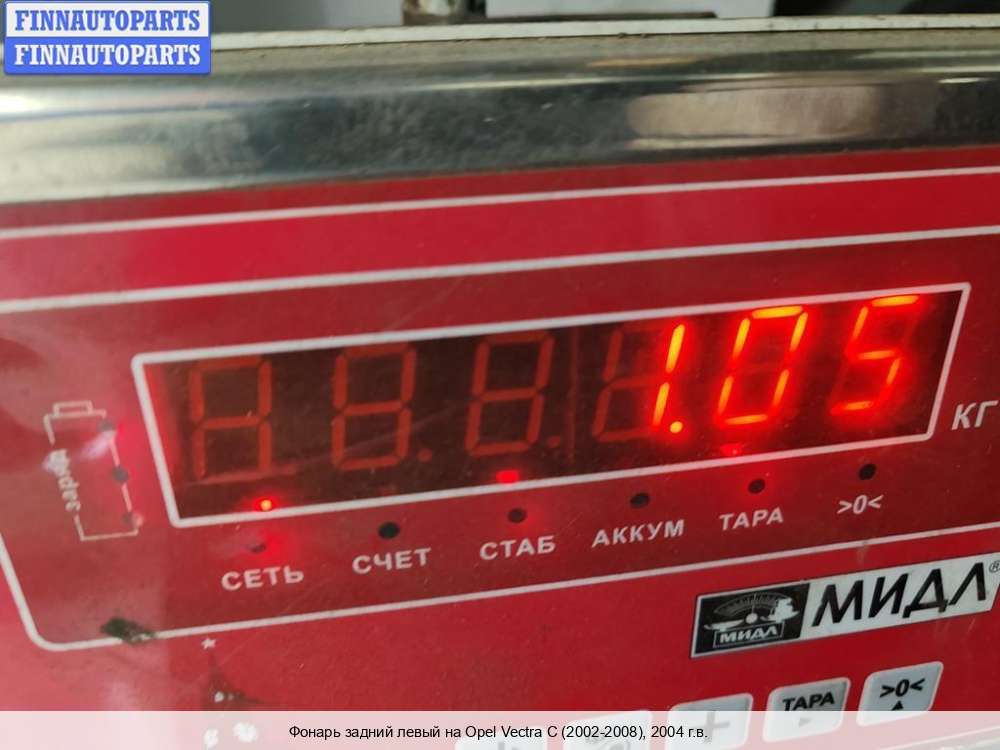 FINNAUTOPARTS
FINNAUTOPARTS
1.05
КГ
заряд
СЕТЬ
СЧЕТ
СТАБ
АККУМ
ТАРА
>0<
МИДЛ
МИДЛ®
ТАРА
>0<
Фонарь задний левый на Opel Vectra C (2002-2008), 2004 г.в.